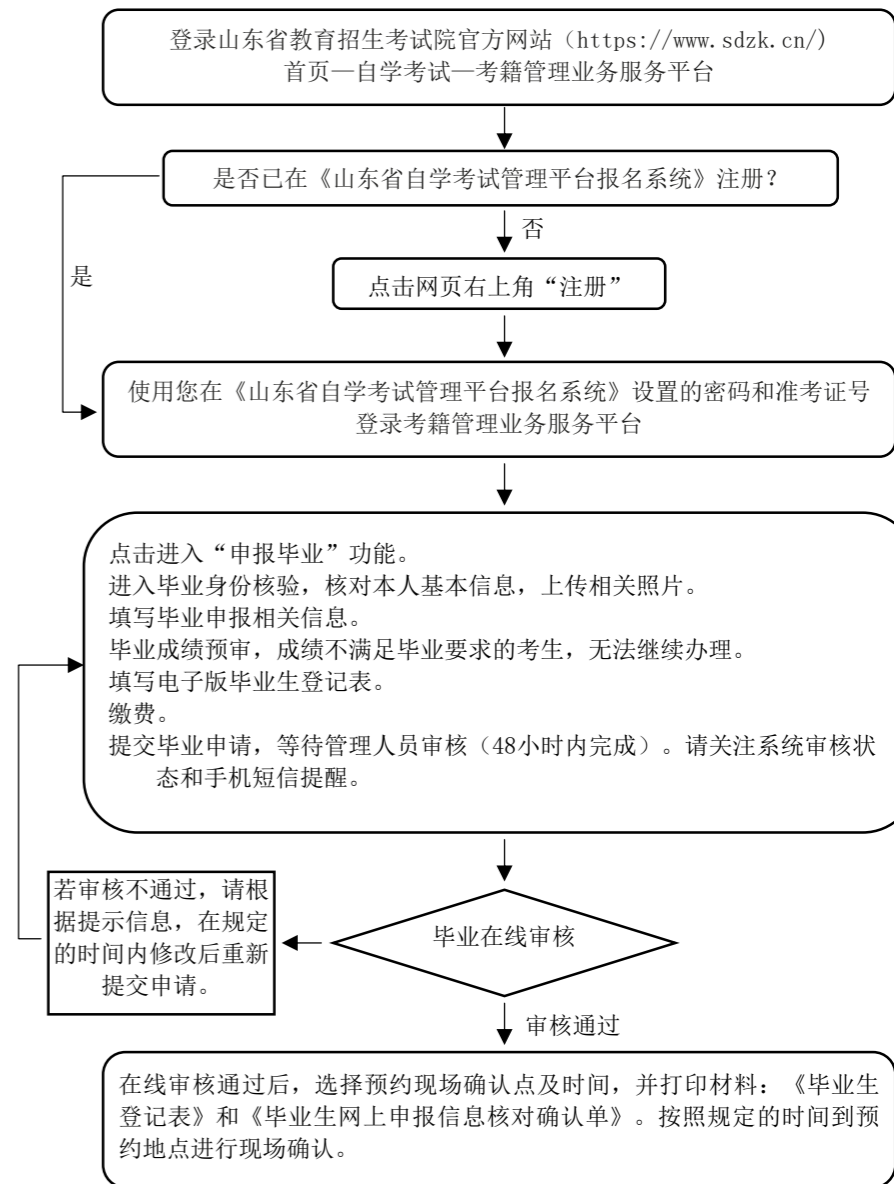 登录山东省教育招生考试院官方网站（https://www.sdzk.cn/）
首页—自学考试—考籍管理业务服务平台
是否已在《山东省自学考试管理平台报名系统》注册？
否
是
点击网页右上角“注册”
使用您在《山东省自学考试管理平台报名系统》设置的密码和准考证号
登录考籍管理业务服务平台
点击进入“申报毕业”功能。
进入毕业身份核验，核对本人基本信息，上传相关照片。
填写毕业申报相关信息。
毕业成绩预审，成绩不满足毕业要求的考生，无法继续办理。
填写电子版毕业生登记表。
缴费。
提交毕业申请，等待管理人员审核（48小时内完成）。请关注系统审核状
态和手机短信提醒。
若审核不通过，请根
据提示信息，在规定
的时间内修改后重新
提交申请。
毕业在线审核
审核通过
在线审核通过后，选择预约现场确认点及时间，并打印材料：《毕业生
登记表》和《毕业生网上申报信息核对确认单》。按照规定的时间到预
约地点进行现场确认。